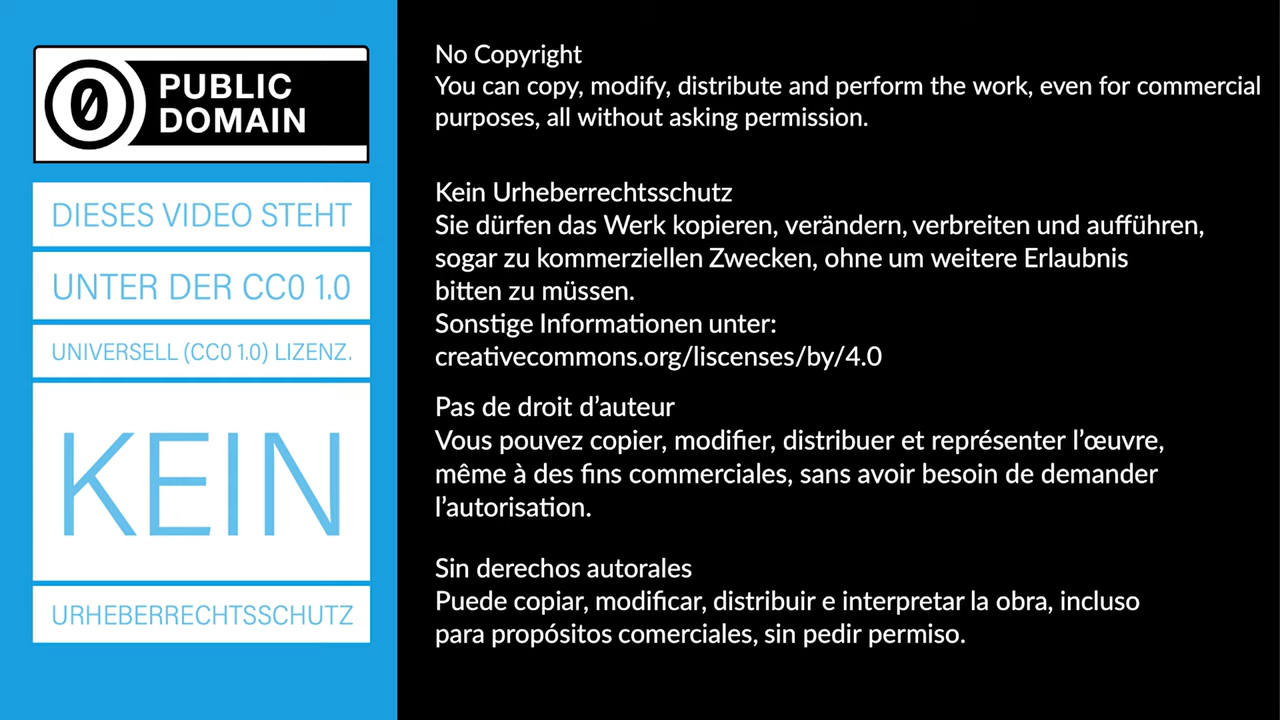 0
PUBLIC
DOMAIN
DIESES VIDEO STEHT
UNTER DER CC0 1.0
UNIVERSELL (CC0 1.0) LIZENZ.
KEIN
URHEBERRECHTSSCHUTZ
No Copyright
You can copy, modify, distribute and perform the work, even for commercial
purposes, all without asking permission.
Kein Urheberrechtsschutz
Sie dürfen das Werk kopieren, verändern, verbreiten und aufführen,
sogar zu kommerziellen Zwecken, ohne um weitere Erlaubnis
bitten zu müssen.
Sonstige Informationen unter:
creativecommons.org/liscenses/by/4.0
Pas de droit d’auteur
Vous pouvez copier, modifier, distribuer et représenter l’œuvre,
même à des fins commerciales, sans avoir besoin de demander
l’autorisation.
Sin derechos autorales
Puede copiar, modificar, distribuir e interpretar la obra, incluso
para propósitos comerciales, sin pedir permiso.